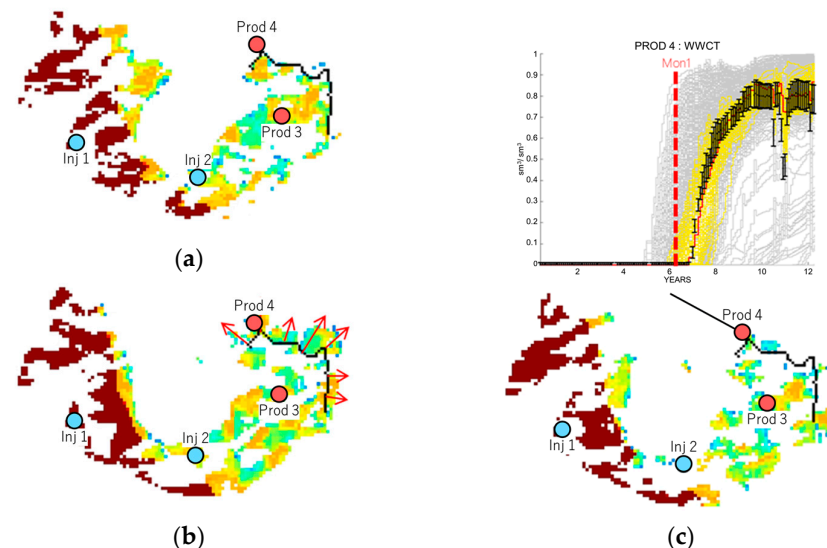 Prod 4
Prod 3
Inj 1
Inj 2
(a)
PROD 4 : WWCT
Mon1
sm³/ sm³
1
0.9
0.8
0.7
0.6
0.5
0.4
0.3
0.2
0.1
0
2
4
6
8
10
12
YEARS
Prod 4
Prod 3
Inj 1
Inj 2
(b)
Prod 4
Prod 3
Inj 1
Inj 2
(c)